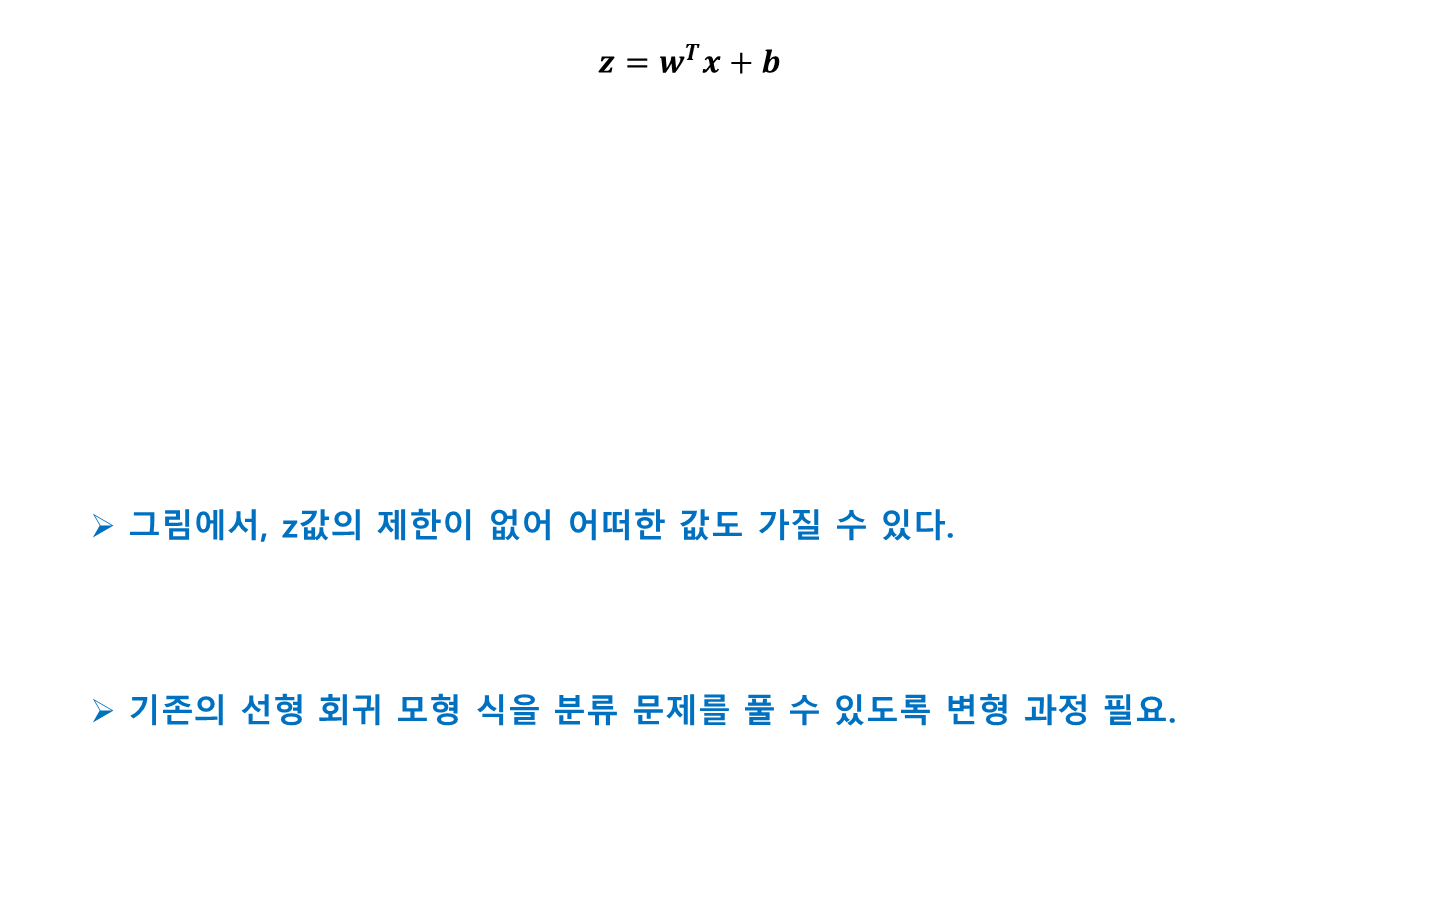 z = w^T x + b
➢ 그림에서, z값의 제한이 없어 어떠한 값도 가질 수 있다.
➢ 기존의 선형 회귀 모형 식을 분류 문제를 풀 수 있도록 변형 과정 필요.